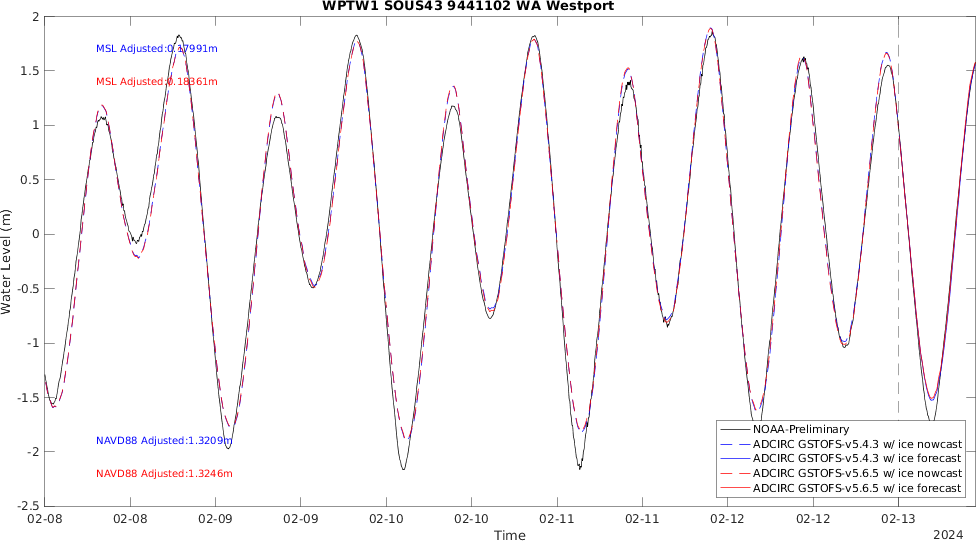 WPTW1 SOUS43 9441102 WA Westport
2
1.5
1
0.5
0
-0.5
-1
-1.5
-2
-2.5
Water Level (m)
MSL Adjusted:0.17991m
MSL Adjusted:0.18361m
NAVD88 Adjusted:1.3209m
NAVD88 Adjusted:1.3246m
NOAA-Preliminary
ADCIRC GSTOFS-v5.4.3 w/ ice nowcast
ADCIRC GSTOFS-v5.4.3 w/ ice forecast
ADCIRC GSTOFS-v5.6.5 w/ ice nowcast
ADCIRC GSTOFS-v5.6.5 w/ ice forecast
02-08 02-08 02-09 02-09 02-10 02-10 02-11 02-11 02-12 02-12 02-13
Time
2024